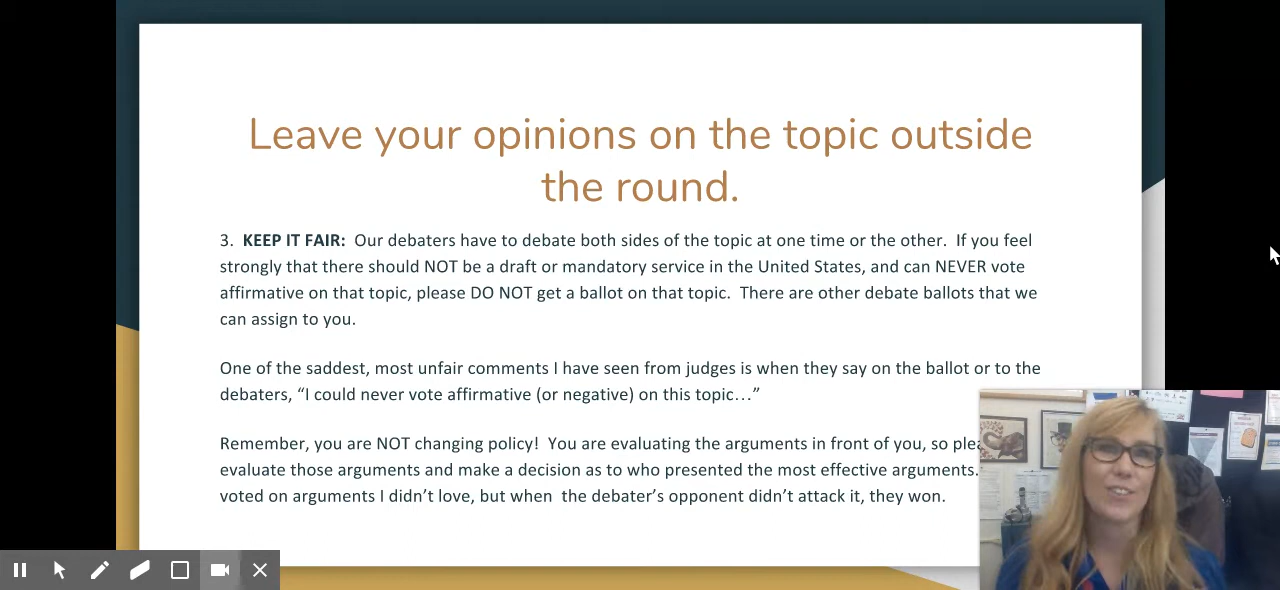 Leave your opinions on the topic outside
the round.
3. KEEP IT FAIR: Our debaters have to debate both sides of the topic at one time or the other. If you feel
strongly that there should NOT be a draft or mandatory service in the United States, and can NEVER vote
affirmative on that topic, please DO NOT get a ballot on that topic. There are other debate ballots that we
can assign to you.
One of the saddest, most unfair comments I have seen from judges is when they say on the ballot or to the
debaters, “I could never vote affirmative (or negative) on this topic…”
Remember, you are NOT changing policy! You are evaluating the arguments in front of you, so
evaluate those arguments and make a decision as to who presented the most effective arguments.
voted on arguments I didn’t love, but when the debater’s opponent didn’t attack it, they won.